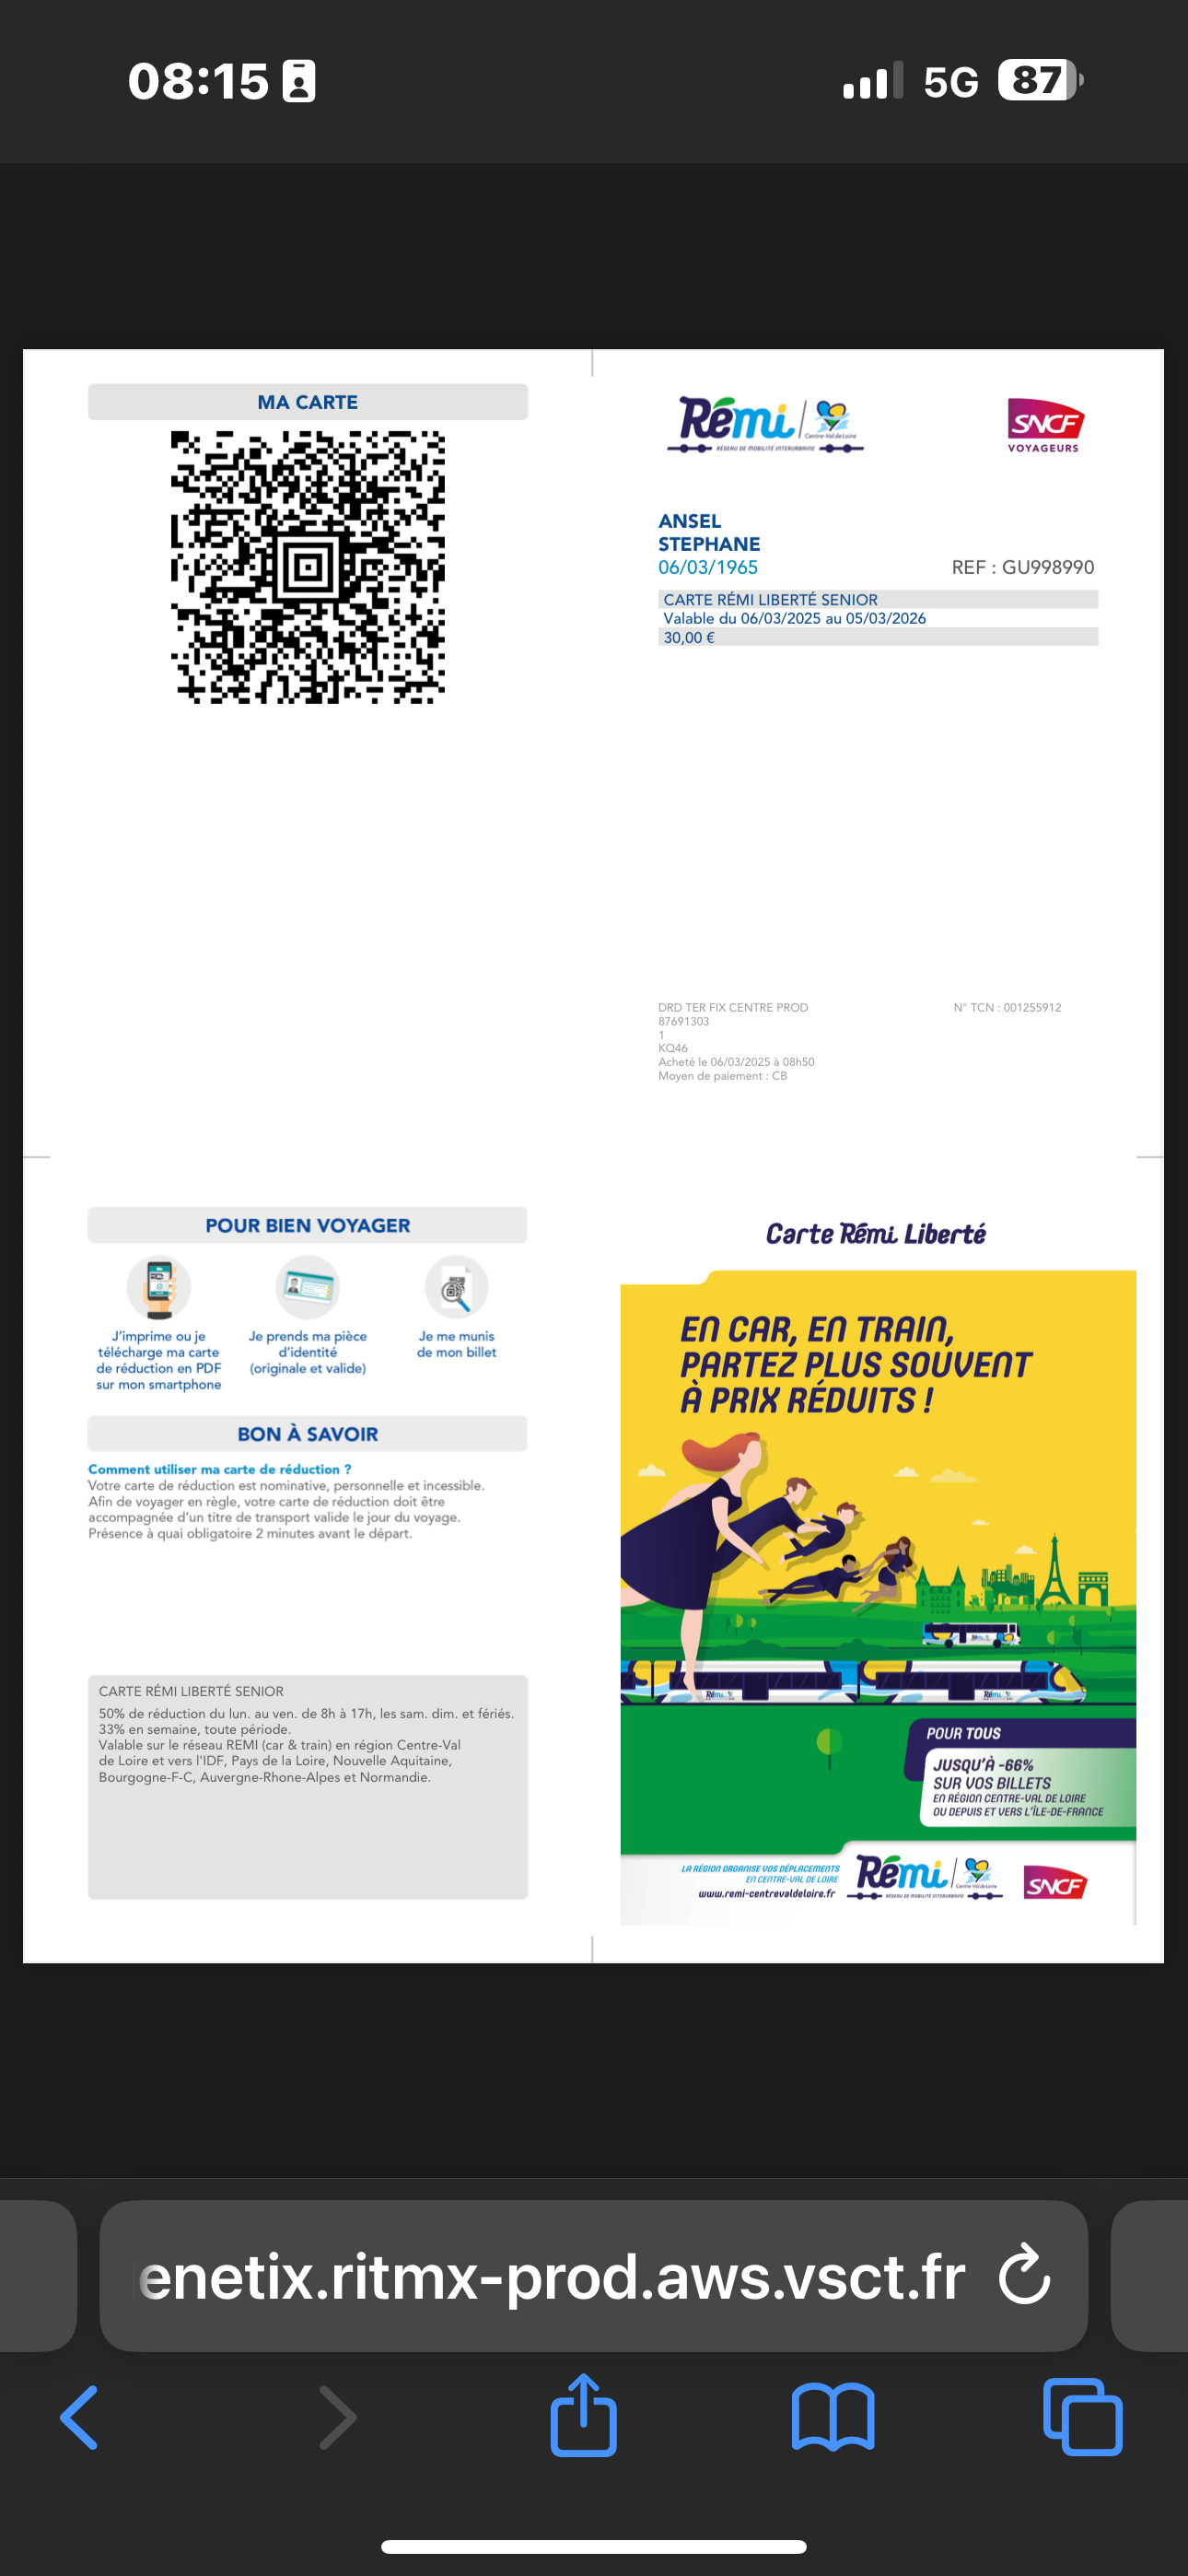 08:15
5G
87
MA CARTE
Rémi
Centre-Val de Loire
RÉSEAU DE MOBILITÉ INTERURBAINE
SNCF
VOYAGEURS
ANSEL
STEPHANE
06/03/1965
REF : GU998990
CARTE RÉMI LIBERTÉ SENIOR
Valable du 06/03/2025 au 05/03/2026
30,00 €
DRD TER FIX CENTRE PROD
N° TCN : 001255912
87691303
1
KQ46
Acheté le 06/03/2025 à 08h50
Moyen de paiement : CB
POUR BIEN VOYAGER
J'imprime ou je
télécharge ma carte
de réduction en PDF
sur mon smartphone
Je prends ma pièce
d'identité
(originale et valide)
Je me munis
de mon billet
BON À SAVOIR
Comment utiliser ma carte de réduction ?
Votre carte de réduction est nominative, personnelle et incessible.
Afin de voyager en règle, votre carte de réduction doit être
accompagnée d'un titre de transport valide le jour du voyage.
Présence à quai obligatoire 2 minutes avant le départ.
CARTE RÉMI LIBERTÉ SENIOR
50% de réduction du lun. au ven. de 8h à 17h, les sam. dim. et fériés.
33% en semaine, toute période.
Valable sur le réseau REMI (car & train) en région Centre-Val
de Loire et vers l'IDF, Pays de la Loire, Nouvelle Aquitaine,
Bourgogne-F-C, Auvergne-Rhone-Alpes et Normandie.
Carte Rémi Liberté
EN CAR, EN TRAIN,
PARTEZ PLUS SOUVENT
À PRIX RÉDUITS !
Rémi
Rémi
POUR TOUS
JUSQU'À -66%
SUR VOS BILLETS
EN RÉGION CENTRE-VAL DE LOIRE
OU DEPUIS ET VERS L'ÎLE-DE-FRANCE
LA RÉGION ORGANISE VOS DÉPLACEMENTS
EN CENTRE-VAL DE LOIRE
www.remi-centrevaldeloire.fr
Rémi
Centre-Val de Loire
RÉSEAU DE MOBILITÉ INTERURBAINE
SNCF
enetix.ritmx-prod.aws.vsct.fr